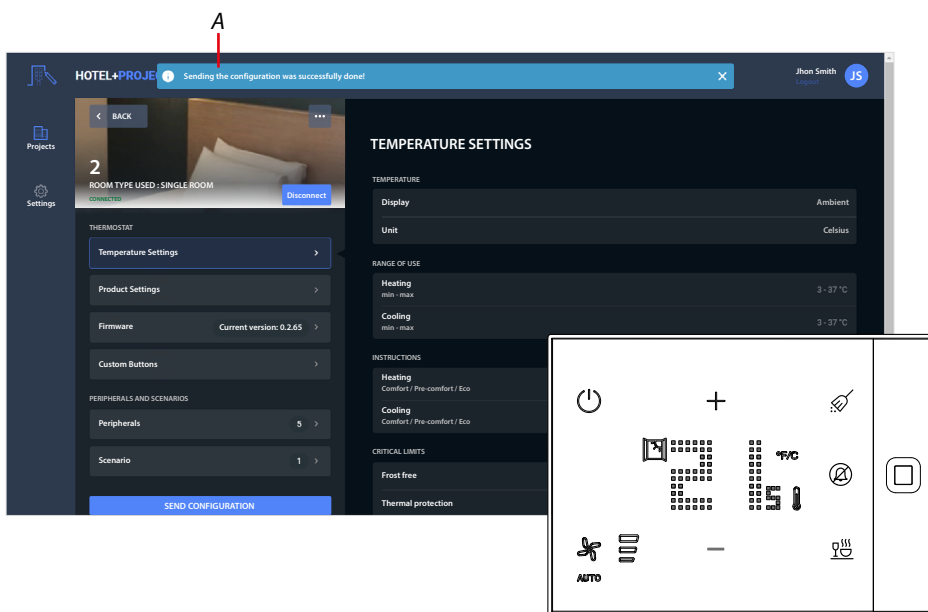 A
HOTEL+PROJE
Sending the configuration was successfully done!
Jhon Smith
Logout
JS
BACK
Projects
Settings
2
ROOM TYPE USED : SINGLE ROOM
CONNECTED
Disconnect
THERMOSTAT
Temperature Settings
Product Settings
Firmware Current version: 0.2.65
Custom Buttons
PERIPHERALS AND SCENARIOS
Peripherals 5
Scenario 1
SEND CONFIGURATION
TEMPERATURE SETTINGS
TEMPERATURE
Display Ambient
Unit Celsius
RANGE OF USE
Heating
min - max
3 - 37 °C
Cooling
min - max
3 - 37 °C
INSTRUCTIONS
Heating
Comfort / Pre-comfort / Eco
Cooling
Comfort / Pre-comfort / Eco
CRITICAL LIMITS
Frost free
Thermal protection
°F/C
AUTO